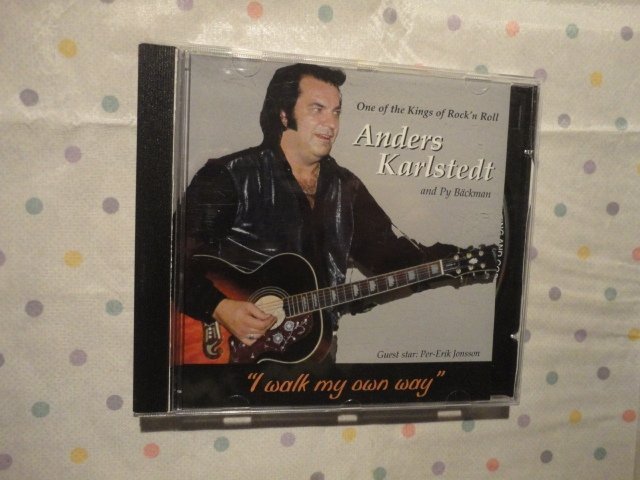 One of the Kings of Rock'n Roll
Anders
Karlstedt
and Py Bäckman
Guest star: Per-Erik Jonsson
"I walk my own way"